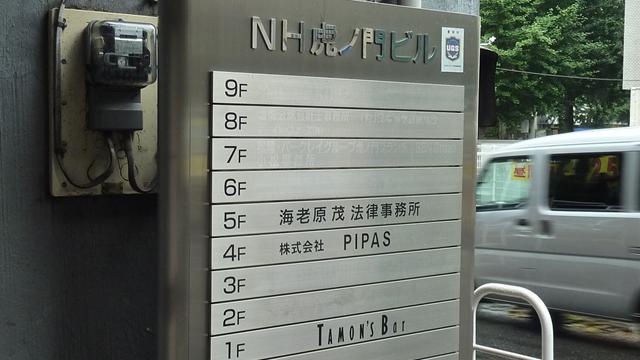 NH虎ノ門ビル
UGS
9F
8F
7F
6F
5F 海老原 茂 法律事務所
4F 株式会社 PIPAS
3F
2F
TAMON'S Bar
1F